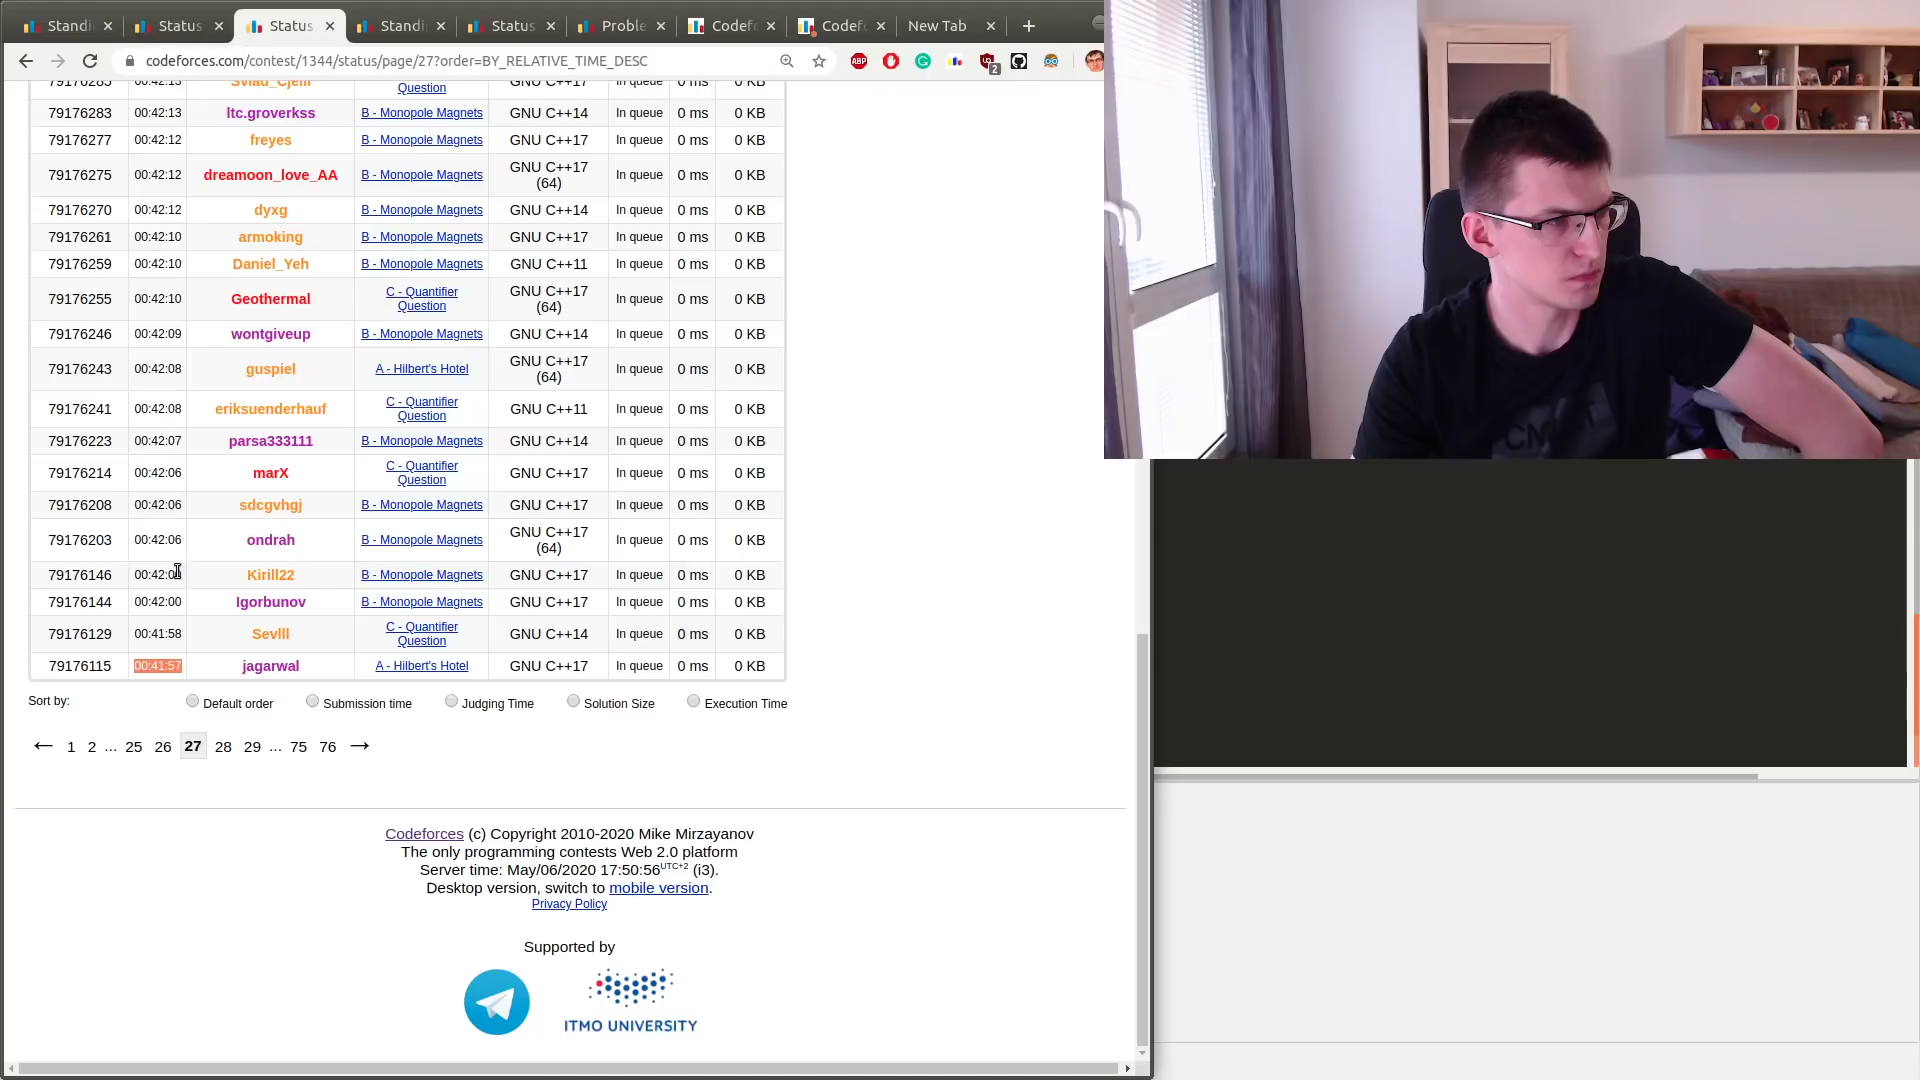 Standi Status Status Standi Status Proble Codefo Codefo New Tab
codeforces.com/contest/1344/status/page/27?order=BY_RELATIVE_TIME_DESC
ABP 2
79176285 00:42:13 Sviad_Cjelli Question GNU C++17 In queue 0 ms 0 KB
79176283 00:42:13 ltc.groverkss B - Monopole Magnets GNU C++14 In queue 0 ms 0 KB
79176277 00:42:12 freyes B - Monopole Magnets GNU C++17 In queue 0 ms 0 KB
79176275 00:42:12 dreamoon_love_AA B - Monopole Magnets GNU C++17 (64) In queue 0 ms 0 KB
79176270 00:42:12 dyxg B - Monopole Magnets GNU C++14 In queue 0 ms 0 KB
79176261 00:42:10 armoking B - Monopole Magnets GNU C++17 In queue 0 ms 0 KB
79176259 00:42:10 Daniel_Yeh B - Monopole Magnets GNU C++11 In queue 0 ms 0 KB
79176255 00:42:10 Geothermal C - Quantifier Question GNU C++17 (64) In queue 0 ms 0 KB
79176246 00:42:09 wontgiveup B - Monopole Magnets GNU C++14 In queue 0 ms 0 KB
79176243 00:42:08 guspiel A - Hilbert's Hotel GNU C++17 (64) In queue 0 ms 0 KB
79176241 00:42:08 eriksuenderhauf C - Quantifier Question GNU C++11 In queue 0 ms 0 KB
79176223 00:42:07 parsa333111 B - Monopole Magnets GNU C++14 In queue 0 ms 0 KB
79176214 00:42:06 marX C - Quantifier Question GNU C++17 In queue 0 ms 0 KB
79176208 00:42:06 sdcgvhgj B - Monopole Magnets GNU C++17 In queue 0 ms 0 KB
79176203 00:42:06 ondrah B - Monopole Magnets GNU C++17 (64) In queue 0 ms 0 KB
79176146 Kirill22 B - Monopole Magnets GNU C++17 In queue 0 ms 0 KB
79176144 00:42:00 Igorbunov B - Monopole Magnets GNU C++17 In queue 0 ms 0 KB
79176129 00:41:58 Sevlll C - Quantifier Question GNU C++14 In queue 0 ms 0 KB
79176115 00:41:57 jagarwal A - Hilbert's Hotel GNU C++17 In queue 0 ms 0 KB
Sort by: Default order Submission time Judging Time Solution Size Execution Time
← 1 2 ... 25 26 27 28 29 ... 75 76 →
Codeforces (c) Copyright 2010-2020 Mike Mirzayanov
The only programming contests Web 2.0 platform
Server time: May/06/2020 17:50:56UTC+2 (i3).
Desktop version, switch to mobile version.
Privacy Policy
Supported by
ITMO UNIVERSITY